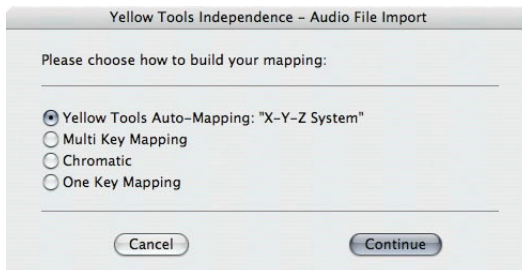 Yellow Tools Independence – Audio File Import
Please choose how to build your mapping:
Yellow Tools Auto-Mapping: "X-Y-Z System"
Multi Key Mapping
Chromatic
One Key Mapping
Cancel Continue